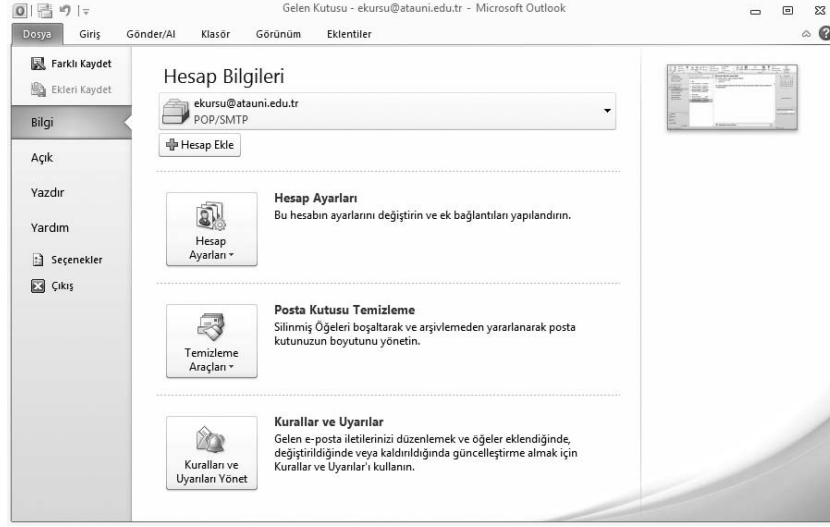 Gelen Kutusu - ekursu@atauni.edu.tr - Microsoft Outlook
Dosya Giriş Gönder/Al Klasör Görünüm Eklentiler
Farklı Kaydet
Ekleri Kaydet
Bilgi
Açık
Yazdır
Yardım
Seçenekler
Çıkış
Hesap Bilgileri
ekursu@atauni.edu.tr
POP/SMTP
Hesap Ekle
Hesap
Ayarları
Hesap Ayarları
Bu hesabın ayarlarını değiştirin ve ek bağlantıları yapılandırın.
Temizleme
Araçları
Posta Kutusu Temizleme
Silinmiş Öğeleri boşaltarak ve arşivlemeden yararlanarak posta
kutunuzun boyutunu yönetin.
Kuralları ve
Uyarıları Yönet
Kurallar ve Uyarılar
Gelen e-posta iletilerinizi düzenlemek ve öğeler eklendiğinde,
değiştirildiğinde veya kaldırıldığında güncelleştirme almak için
Kurallar ve Uyarılar'ı kullanın.